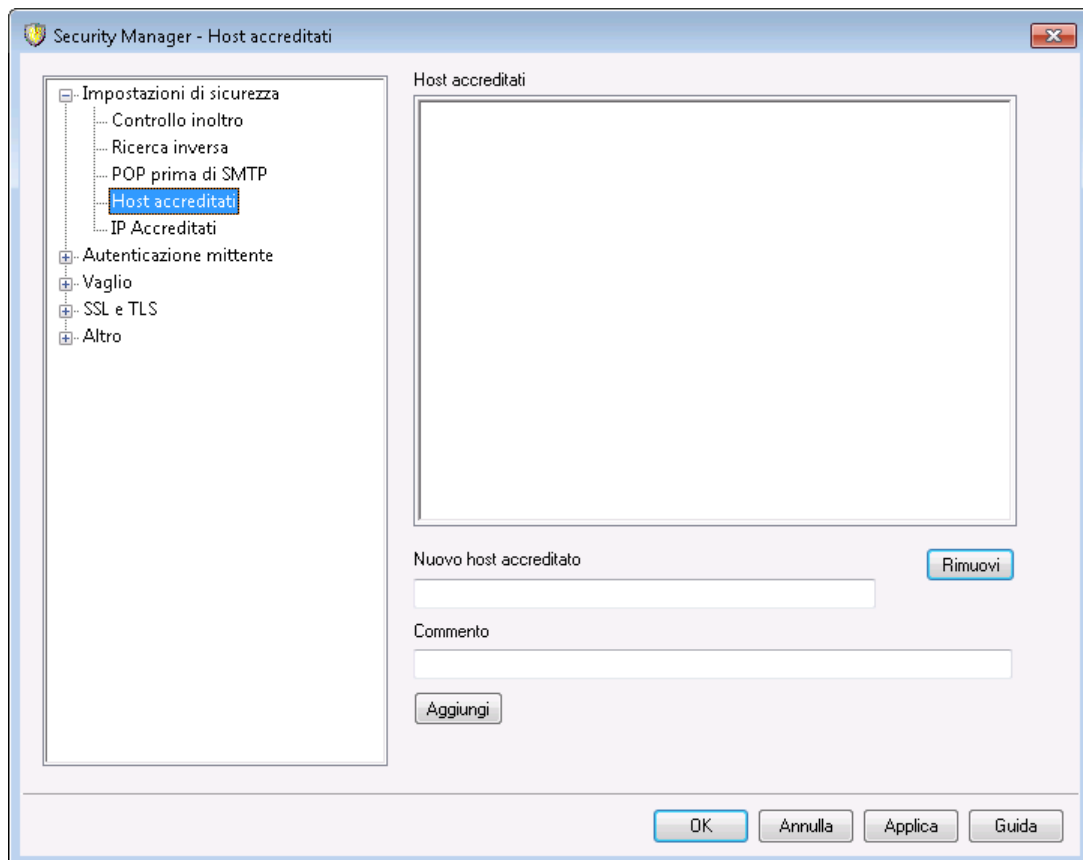 Security Manager - Host accreditati
Impostazioni di sicurezza
Controllo inoltro
Ricerca inversa
POP prima di SMTP
Host accreditati
IP Accreditati
Autenticazione mittente
Vaglio
SSL e TLS
Altro
Host accreditati
Nuovo host accreditato
Rimuovi
Commento
Aggiungi
OK
Annulla
Applica
Guida